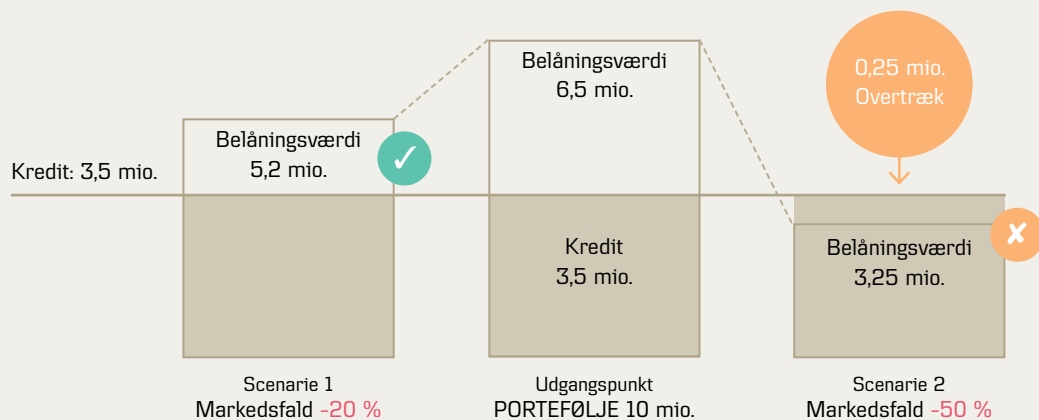 Kredit: 3,5 mio.
Belåningsværdi
5,2 mio.
Belåningsværdi
6,5 mio.
Kredit
3,5 mio.
0,25 mio.
Overtræk
Belåningsværdi
3,25 mio.
Scenarie 1
Markedsfald -20 %
Udgangspunkt
PORTEFØLJE 10 mio.
Scenarie 2
Markedsfald -50 %